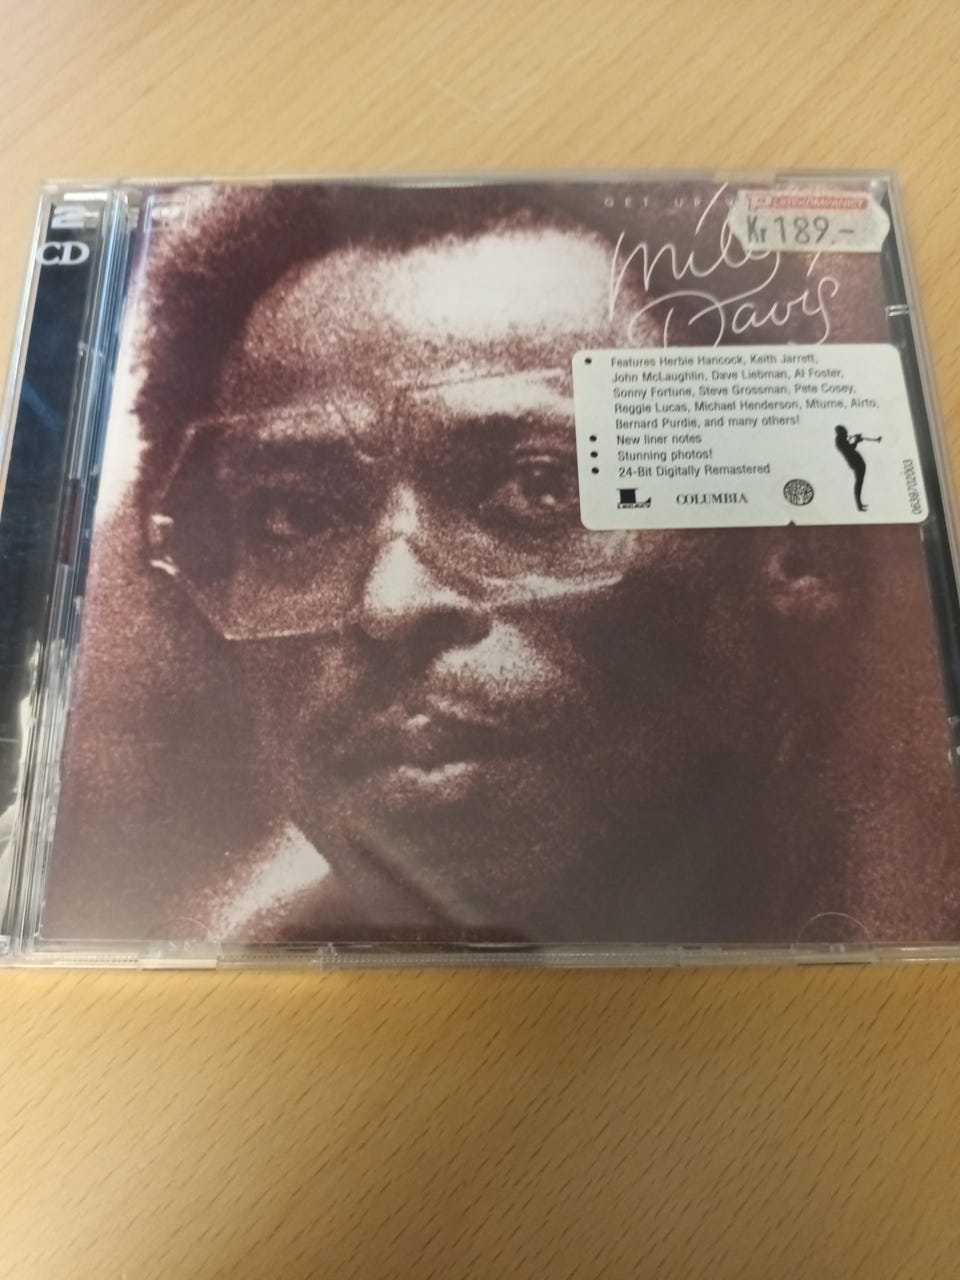 2
CD
GET UP
Kr 189.-
Miles
Davis
• Features Herbie Hancock, Keith Jarrett,
John McLaughlin, Dave Liebman, Al Foster,
Sonny Fortune, Steve Grossman, Pete Cosey,
Reggie Lucas, Michael Henderson, Mtume, Airto,
Bernard Purdie, and many others!
• New liner notes
• Stunning photos!
• 24-Bit Digitally Remastered
L LEGACY COLUMBIA
0639702003